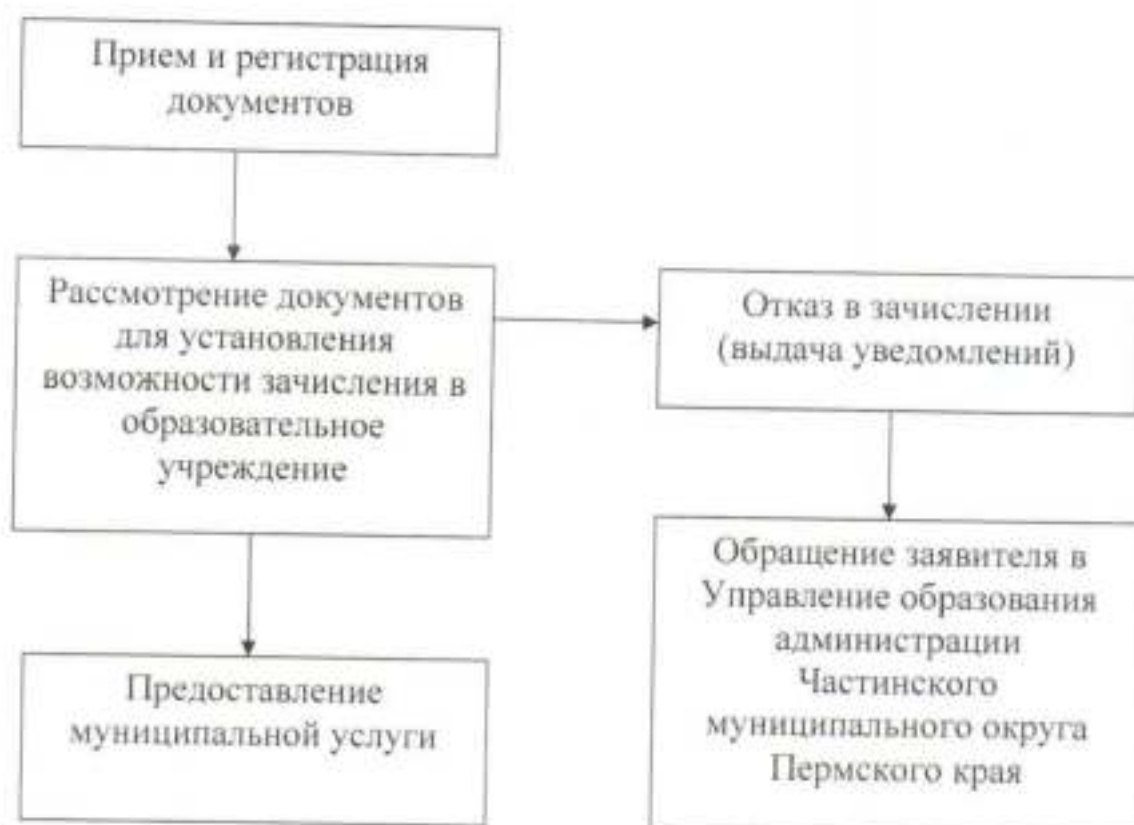 Прием и регистрация
документов
Рассмотрение документов
для установления
возможности зачисления в
образовательное
учреждение
Отказ в зачислении
(выдача уведомлений)
Предоставление
муниципальной услуги
Обращение заявителя в
Управление образования
администрации
Частинского
муниципального округа
Пермского края